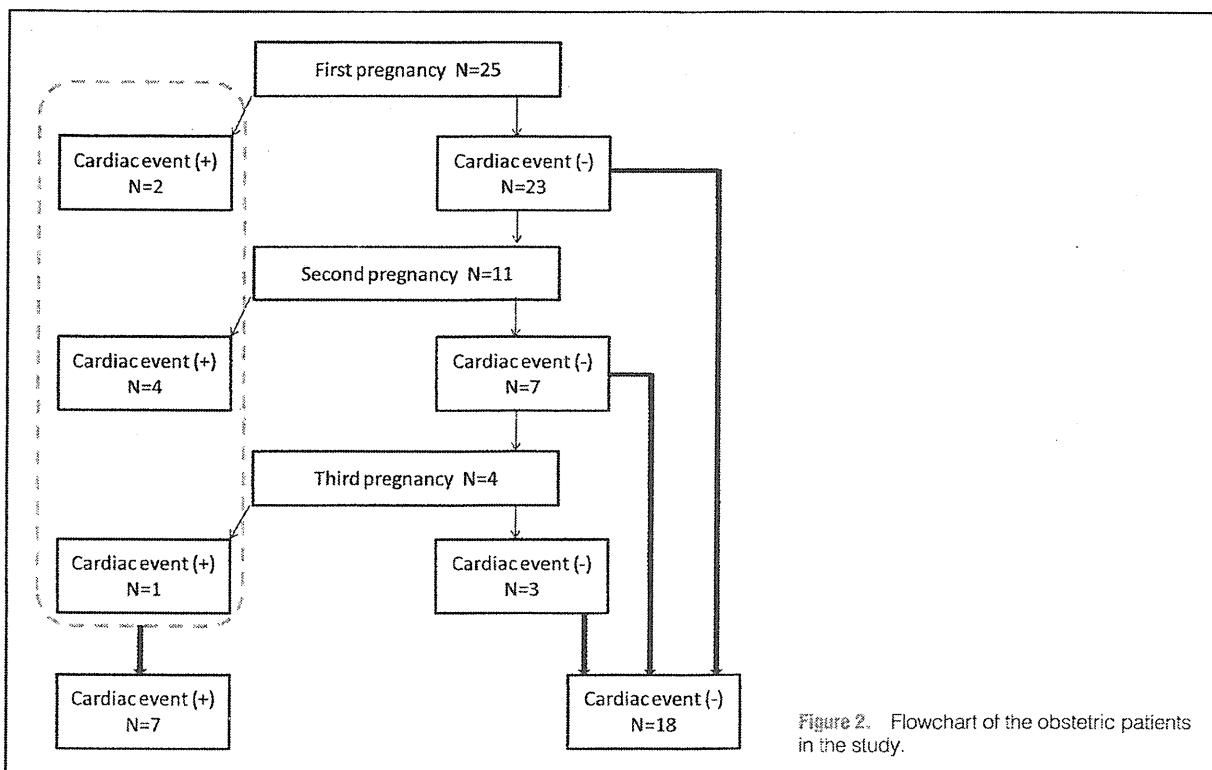 First pregnancy N=25
Cardiac event (+)
N=2
Cardiac event (-)
N=23
Second pregnancy N=11
Cardiac event (+)
N=4
Cardiac event (-)
N=7
Third pregnancy N=4
Cardiac event (+)
N=1
Cardiac event (-)
N=3
Cardiac event (+)
N=7
Cardiac event (-)
N=18
Figure 2. Flowchart of the obstetric patients
in the study.